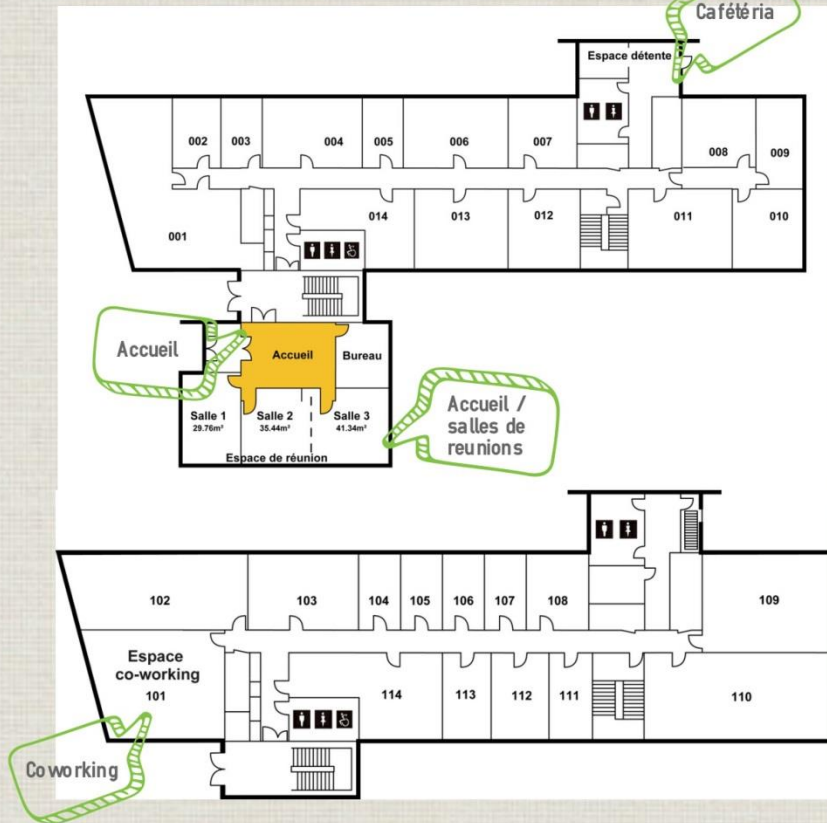 Cafétéria
Espace détente
002
003
004
005
006
007
008
009
001
014
013
012
011
010
Accueil
Accueil
Bureau
Salle 1
29.76m²
Salle 2
35.44m²
Salle 3
41.34m²
Espace de réunion
Accueil /
salles de
reunions
102
103
104
105
106
107
108
109
Espace
co-working
101
114
113
112
111
110
Coworking